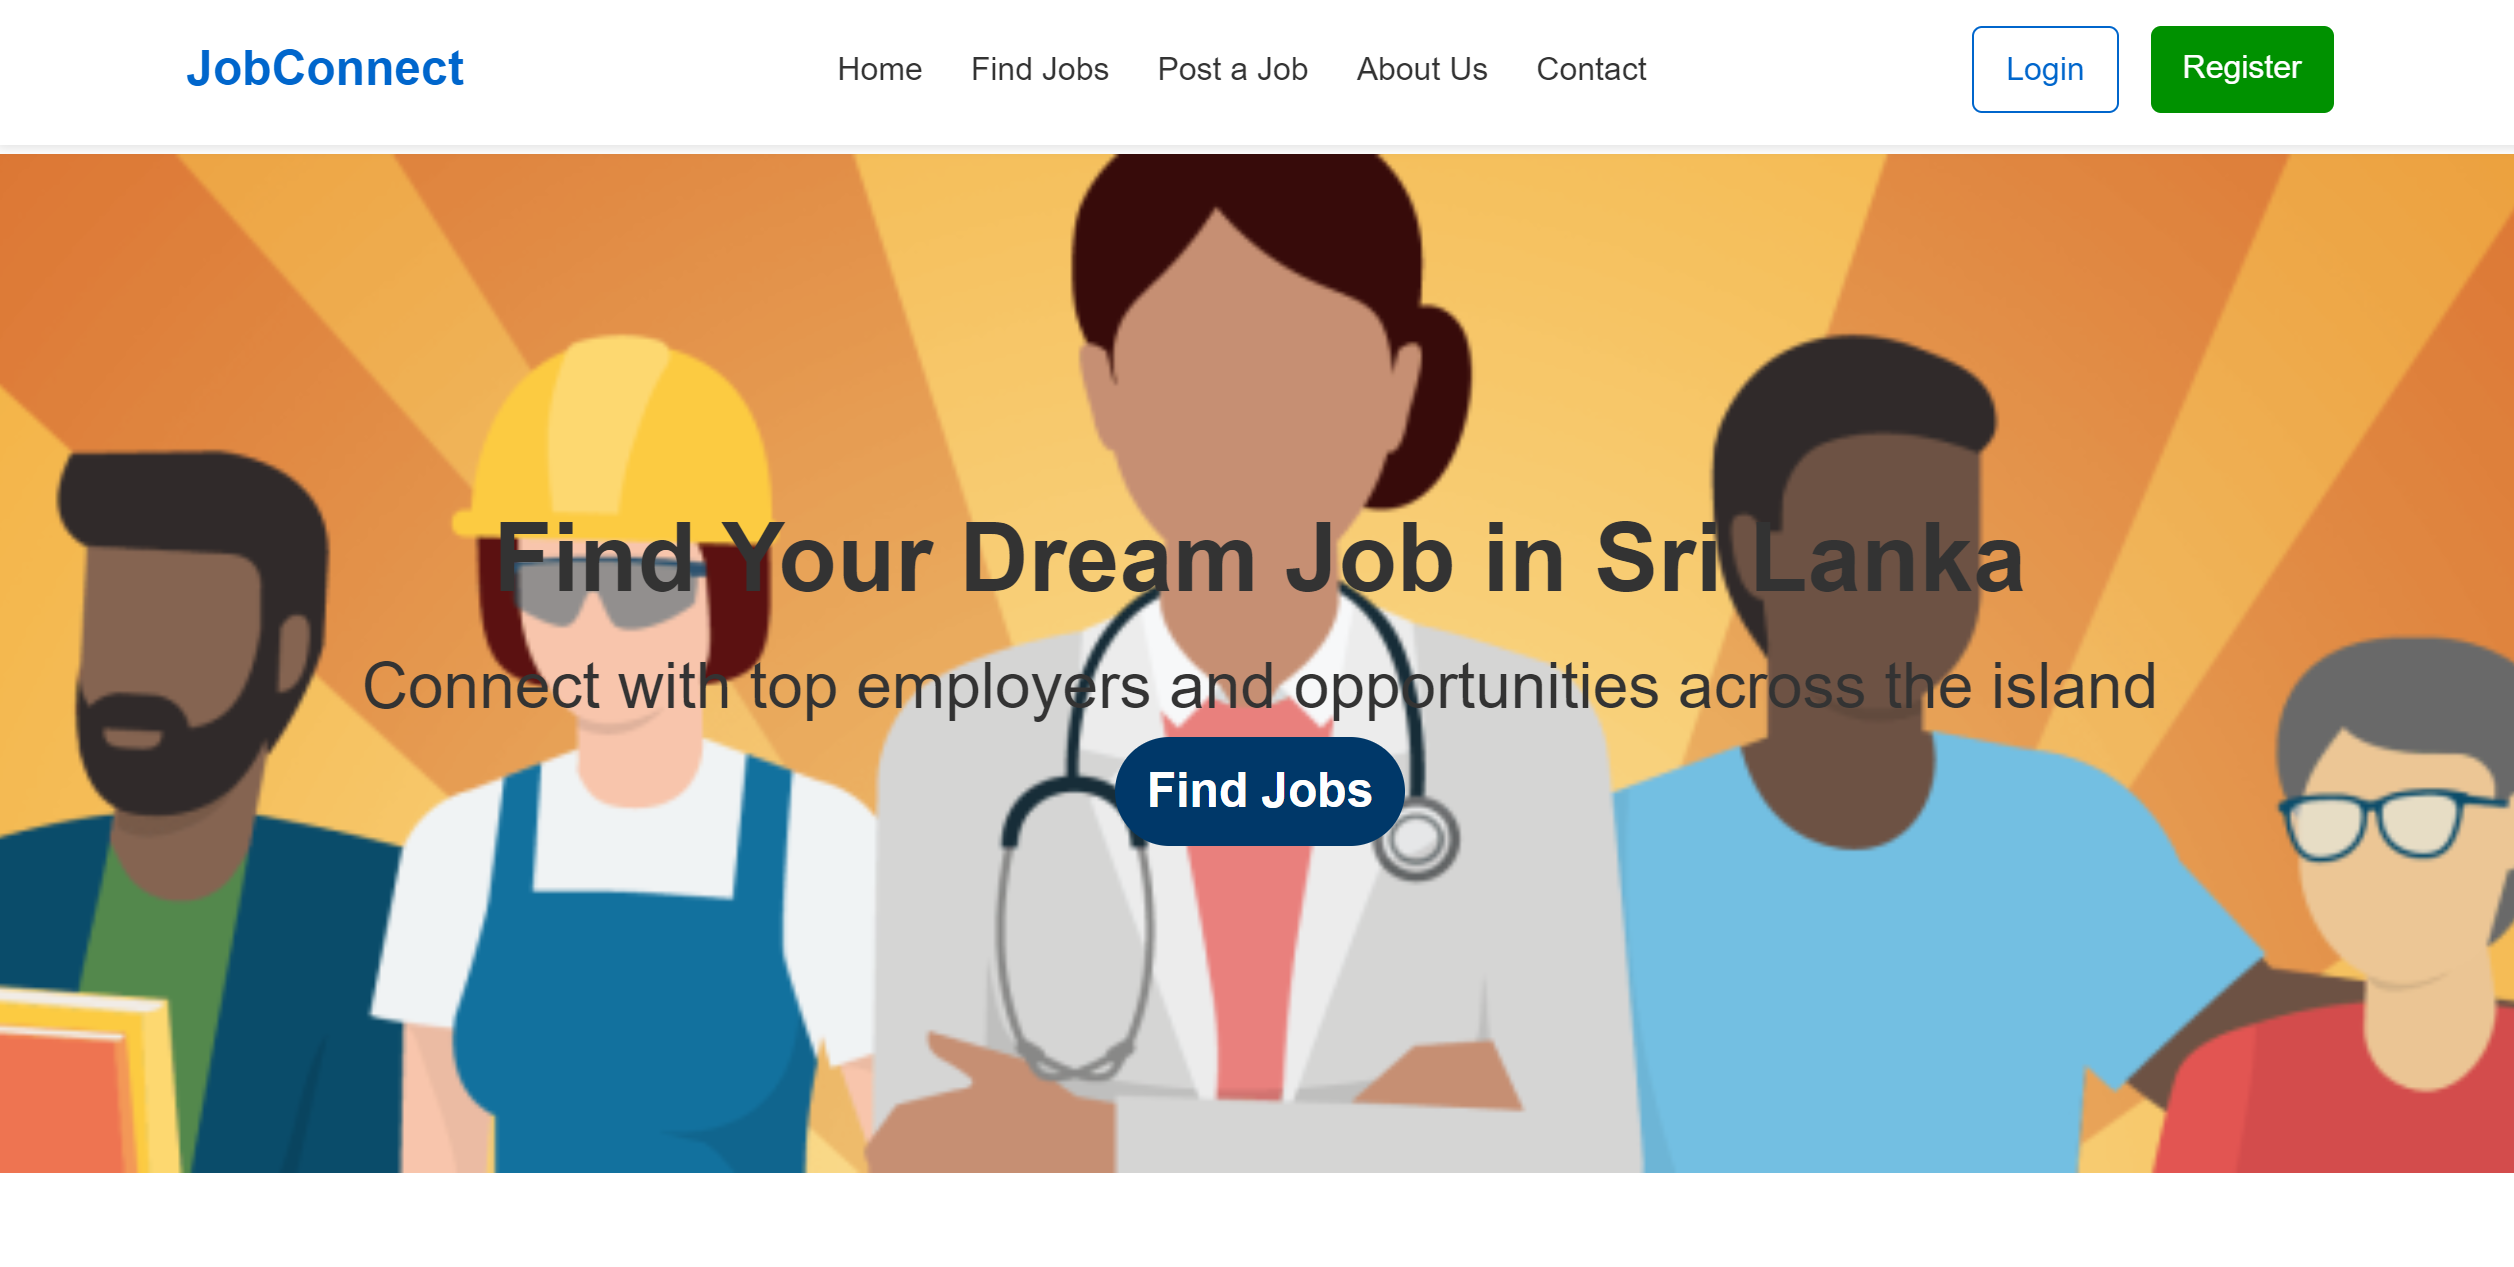 JobConnect
Home Find Jobs Post a Job About Us Contact
Login Register
Find Your Dream Job in Sri Lanka
Connect with top employers and opportunities across the island
Find Jobs